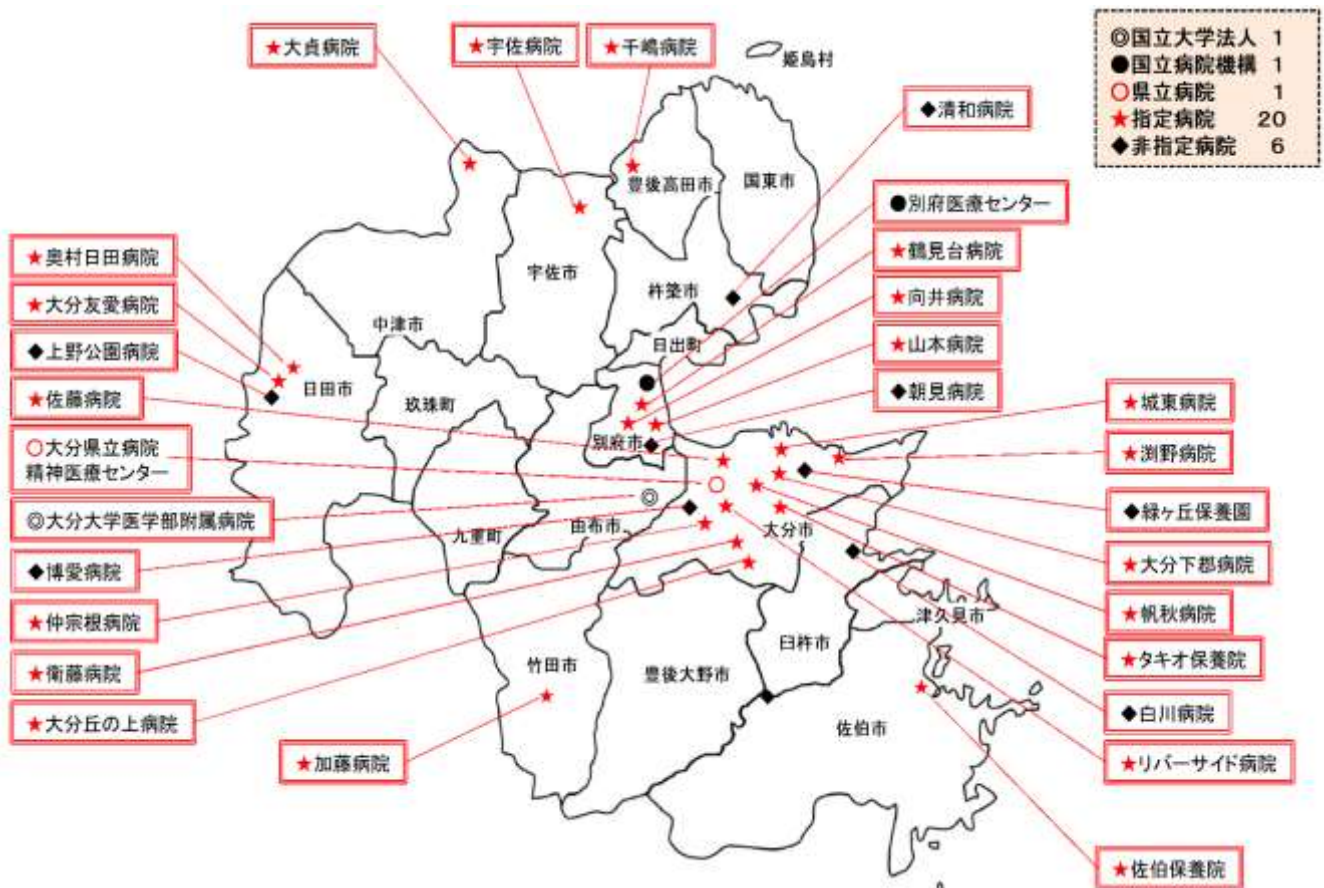 ★大貞病院
★宇佐病院
★千嶋病院
姫島村
◎国立大学法人 1
●国立病院機構 1
○県立病院 1
★指定病院 20
◆非指定病院 6
◆清和病院
豊後高田市
国東市
●別府医療センター
★鶴見台病院
★向井病院
★山本病院
◆朝見病院
宇佐市
杵築市
日出町
中津市
★奥村日田病院
★大分友愛病院
◆上野公園病院
★佐藤病院
○大分県立病院
精神医療センター
◎大分大学医学部附属病院
◆博愛病院
★仲宗根病院
★衛藤病院
★大分丘の上病院
日田市
玖珠町
別府市
九重町
由布市
大分市
★城東病院
★渕野病院
◆緑ヶ丘保養園
★大分下郡病院
★帆秋病院
★タキオ保養院
◆白川病院
★リバーサイド病院
津久見市
臼杵市
竹田市
豊後大野市
佐伯市
★加藤病院
★佐伯保養院